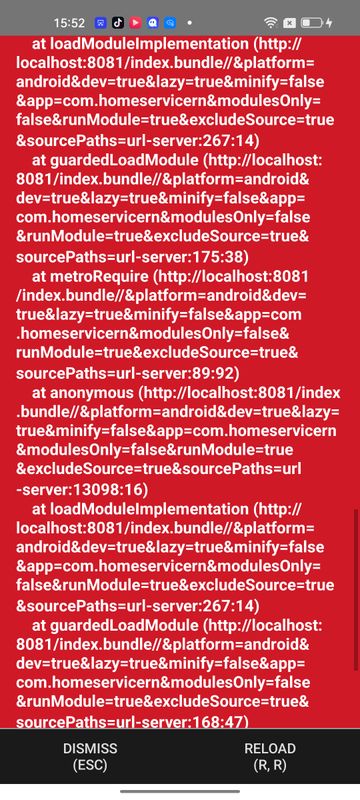 15:52
at loadModuleImplementation (http://
localhost:8081/index.bundle//&platform=
android&dev=true&lazy=true&minify=false
&app=com.homeservicern&modulesOnly=
false&runModule=true&excludeSource=true
&sourcePaths=url-server:267:14)
at guardedLoadModule (http://localhost:
8081/index.bundle//&platform=android&
dev=true&lazy=true&minify=false&app=
com.homeservicern&modulesOnly=false
&runModule=true&excludeSource=true&
sourcePaths=url-server:175:38)
at metroRequire (http://localhost:8081
/index.bundle//&platform=android&dev=
true&lazy=true&minify=false&app=com
.homeservicern&modulesOnly=false&
runModule=true&excludeSource=true&
sourcePaths=url-server:89:92)
at anonymous (http://localhost:8081/index
.bundle//&platform=android&dev=true&lazy=
true&minify=false&app=com.homeservicern
&modulesOnly=false&runModule=true
&excludeSource=true&sourcePaths=url
-server:13098:16)
at loadModuleImplementation (http://
localhost:8081/index.bundle//&platform=
android&dev=true&lazy=true&minify=false
&app=com.homeservicern&modulesOnly=
false&runModule=true&excludeSource=true
&sourcePaths=url-server:267:14)
at guardedLoadModule (http://localhost:
8081/index.bundle//&platform=android&
dev=true&lazy=true&minify=false&app=
com.homeservicern&modulesOnly=false
&runModule=true&excludeSource=true&
sourcePaths=url-server:168:47)
DISMISS
(ESC)
RELOAD
(R, R)